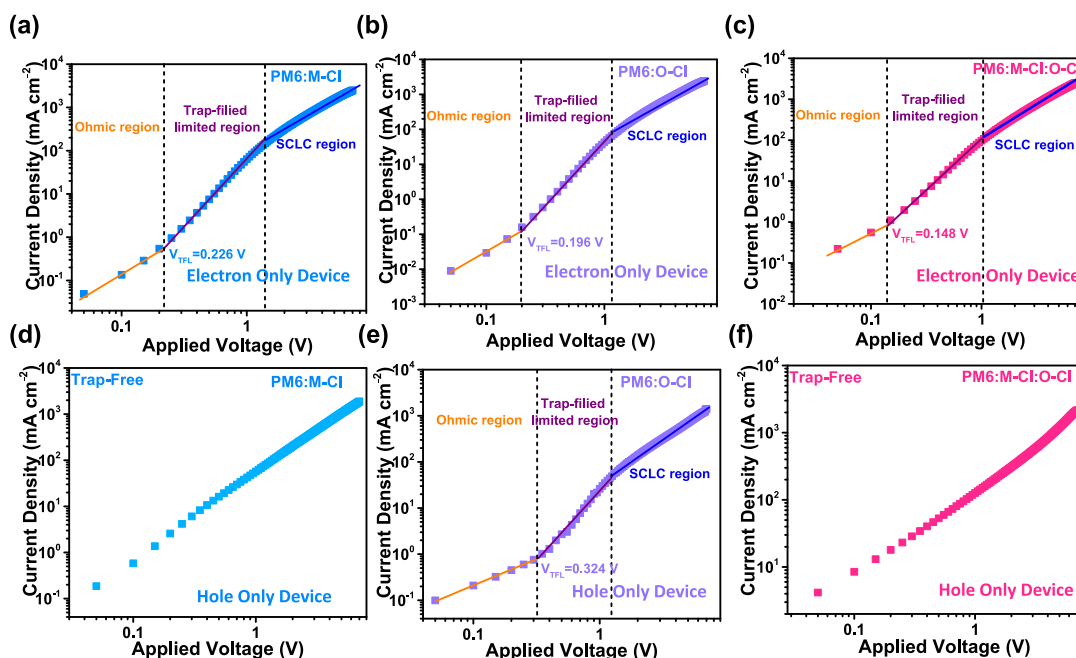 (a)
Current Density (mA cm⁻²)
10⁴
10³
10²
10¹
10⁰
10⁻¹
10⁻²
PM6:M-Cl
Ohmic region
Trap-filied
limited region
SCLC region
V_TFL=0.226 V
Electron Only Device
0.1
1
Applied Voltage (V)
(b)
Current Density (mA cm⁻²)
10⁴
10³
10²
10¹
10⁰
10⁻¹
10⁻²
10⁻³
PM6:O-Cl
Ohmic region
Trap-filied
limited region
SCLC region
V_TFL=0.196 V
Electron Only Device
0.1
1
Applied Voltage (V)
(c)
Current Density (mA cm⁻²)
10⁴
10³
10²
10¹
10⁰
10⁻¹
10⁻²
PM6:M-Cl:O-C
Ohmic region
Trap-filied
limited region
SCLC region
V_TFL=0.148 V
Electron Only Device
0.1
1
Applied Voltage (V)
(d)
Current Density (mA cm⁻²)
10⁴
10³
10²
10¹
10⁰
10⁻¹
Trap-Free
PM6:M-Cl
Hole Only Device
0.1
1
Applied Voltage (V)
(e)
Current Density (mA cm⁻²)
10⁴
10³
10²
10¹
10⁰
10⁻¹
PM6:O-Cl
Ohmic region
Trap-filied
limited region
SCLC region
V_TFL=0.324 V
Hole Only Device
0.1
1
Applied Voltage (V)
(f)
Current Density (mA cm⁻²)
10⁴
10³
10²
10¹
Trap-Free
PM6:M-Cl:O-Cl
Hole Only Device
0.1
1
Applied Voltage (V)